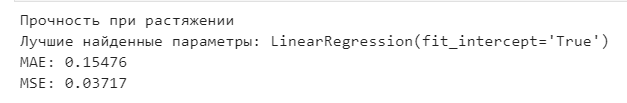 Прочность при растяжении
Лучшие найденные параметры: LinearRegression(fit_intercept='True')
MAE: 0.15476
MSE: 0.03717